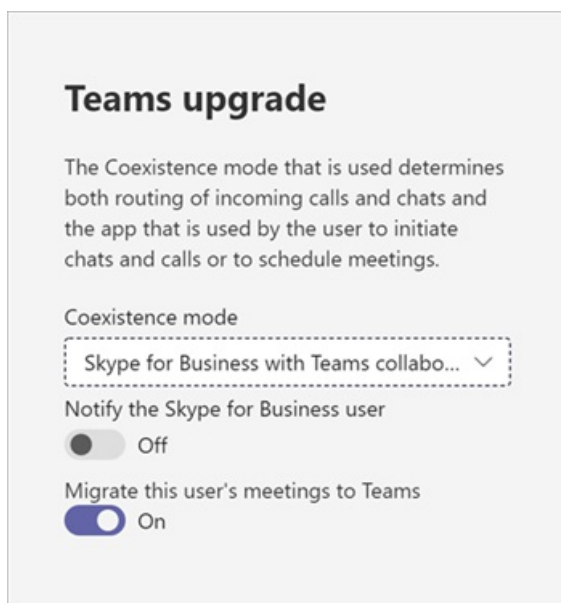 Teams upgrade
The Coexistence mode that is used determines
both routing of incoming calls and chats and
the app that is used by the user to initiate
chats and calls or to schedule meetings.
Coexistence mode
Skype for Business with Teams collabo...
Notify the Skype for Business user
Off
Migrate this user's meetings to Teams
On